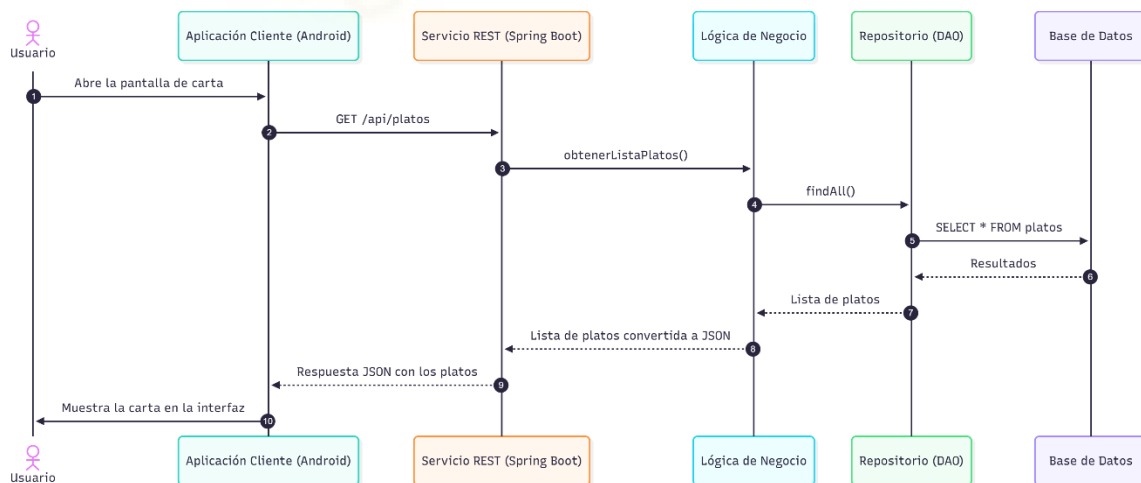 Usuario
Aplicación Cliente (Android)
Servicio REST (Spring Boot)
Lógica de Negocio
Repositorio (DAO)
Base de Datos
1
Abre la pantalla de carta
2
GET /api/platos
3
obtenerListaPlatos()
4
findAll()
5
SELECT * FROM platos
Resultados
6
Lista de platos
7
Lista de platos convertida a JSON
8
Respuesta JSON con los platos
9
Muestra la carta en la interfaz
10
Usuario
Aplicación Cliente (Android)
Servicio REST (Spring Boot)
Lógica de Negocio
Repositorio (DAO)
Base de Datos